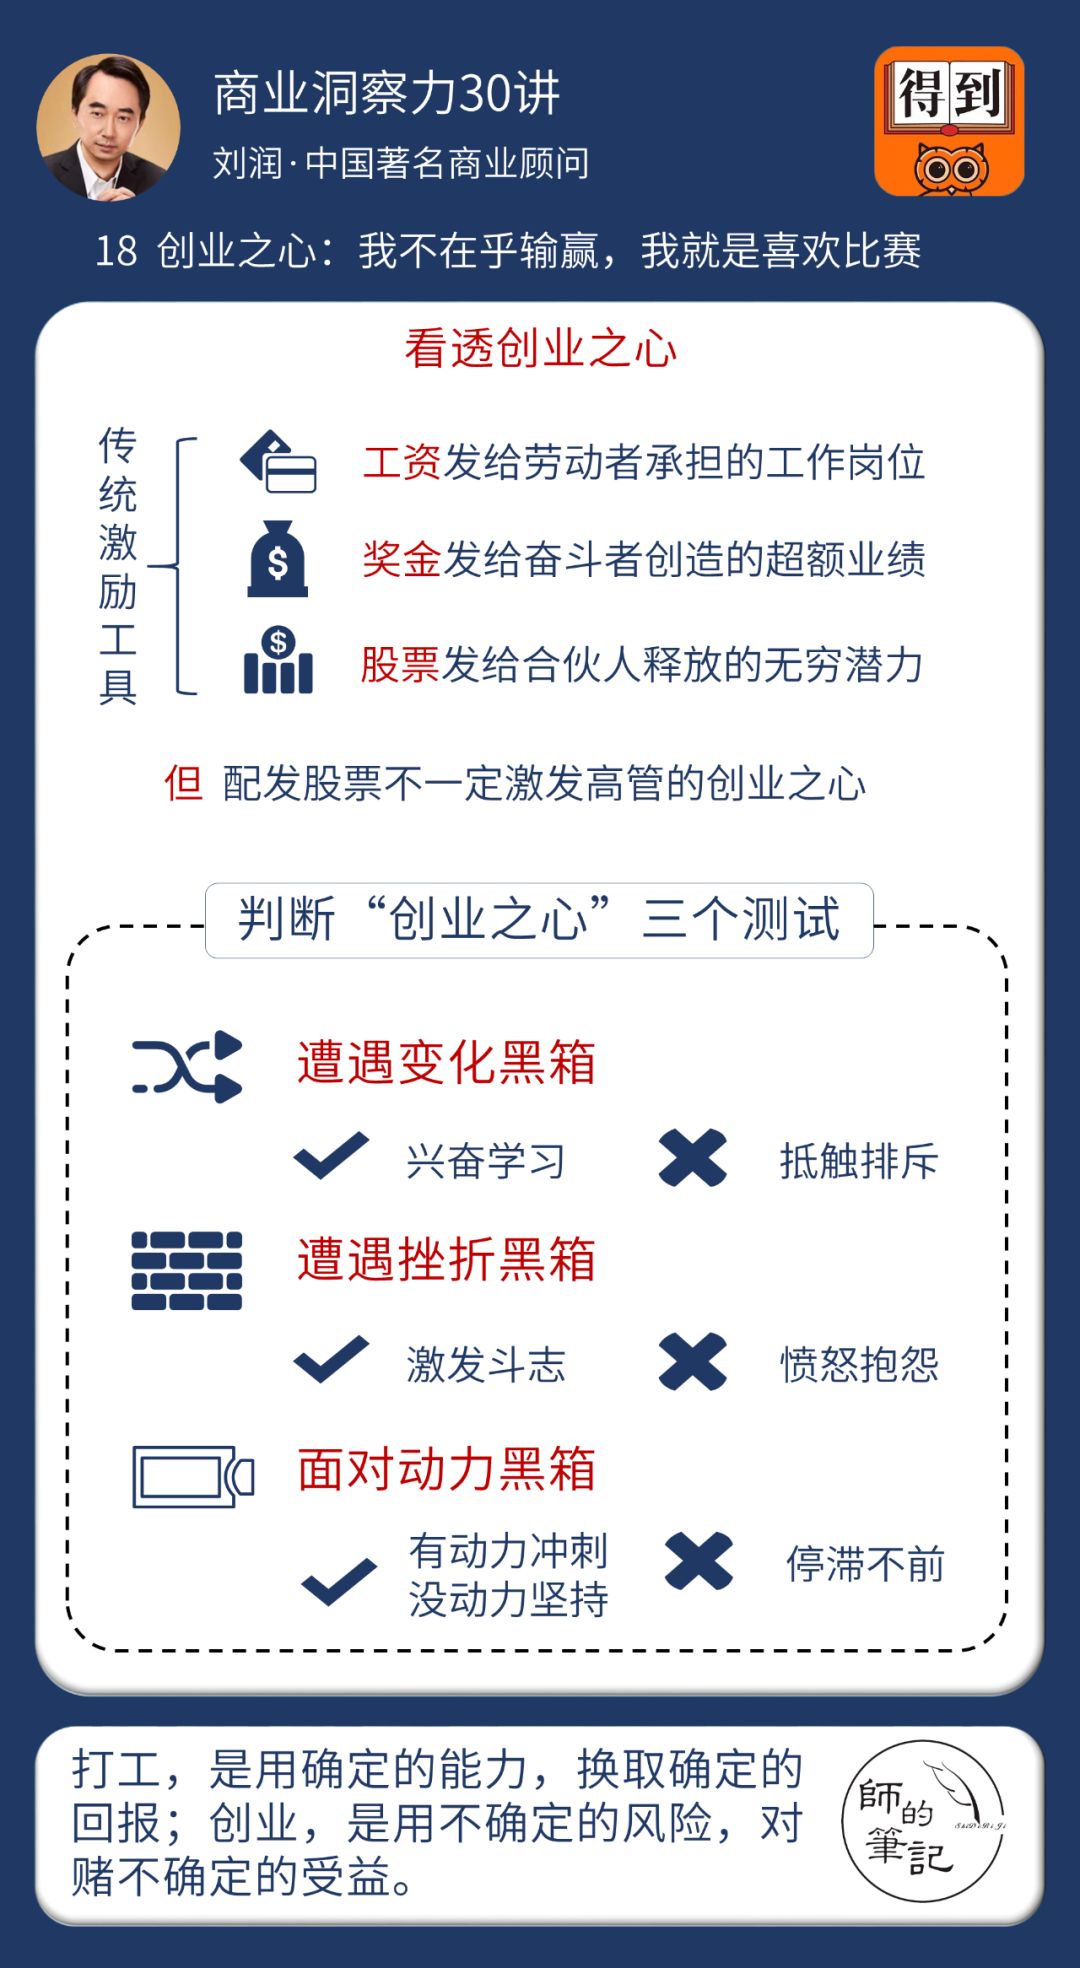 商业洞察力30讲
刘润·中国著名商业顾问
得到
18 创业之心：我不在乎输赢，我就是喜欢比赛
看透创业之心
传统激励工具
工资发给劳动者承担的工作岗位
奖金发给奋斗者创造的超额业绩
股票发给合伙人释放的无穷潜力
但 配发股票不一定激发高管的创业之心
判断“创业之心”三个测试
遭遇变化黑箱
兴奋学习 抵触排斥
遭遇挫折黑箱
激发斗志 愤怒抱怨
面对动力黑箱
有动力冲刺
没动力坚持
停滞不前
打工，是用确定的能力，换取确定的
回报；创业，是用不确定的风险，对
赌不确定的受益。
師的
筆記